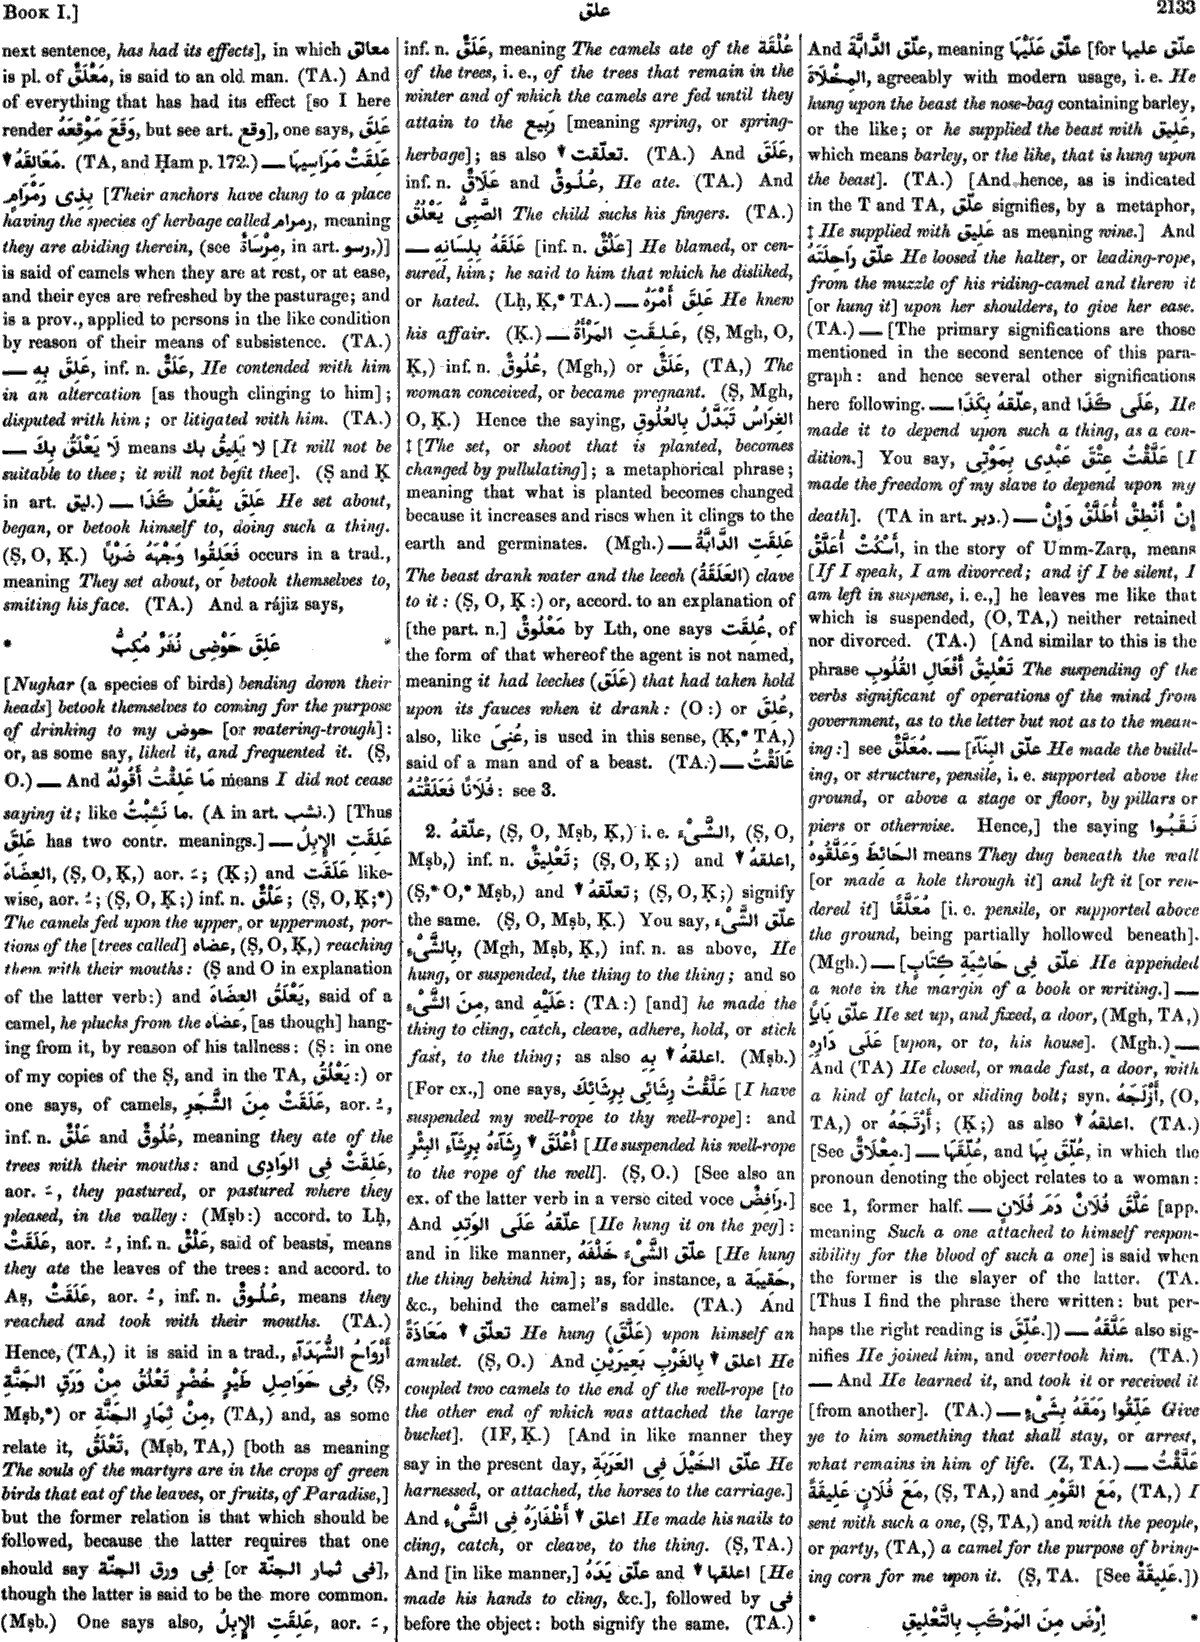 BOOK I.]
علق
2133
next sentence, has had its effects], in which معالق
is pl. of مَعْلَقٌ, is said to an old man. (TA.) And
of everything that has had its effect [so I here
render وَقَعَ مَوْقِعَهُ, but see art. وقع], one says, عَلِقَ
مَعَالِقَهُ ▾. (TA, and Ḥam p. 172.) — عَلِقَتْ مَرَاسِيهَا
بِذِى رَمْرَامٍ [Their anchors have clung to a place
having the species of herbage called رمرام, meaning
they are abiding therein, (see مِرْسَاةٌ, in art. رسو,)]
is said of camels when they are at rest, or at ease,
and their eyes are refreshed by the pasturage; and
is a prov., applied to persons in the like condition
by reason of their means of subsistence. (TA.)
— عَلِقَ بِهِ, inf. n. عَلَقٌ, He contended with him
in an altercation [as though clinging to him];
disputed with him; or litigated with him. (TA.)
— لَا يَعْلَقُ بِكَ means لا يَلِيقُ بك [It will not be
suitable to thee; it will not befit thee]. (Ṣ and Ḳ
in art. ليق.) — عَلِقَ يَفْعَلُ كَذَا He set about,
began, or betook himself to, doing such a thing.
(Ṣ, O, Ḳ.) فَعَلِقُوا وَجْهَهُ ضَرْبًا occurs in a trad.,
meaning They set about, or betook themselves to,
smiting his face. (TA.) And a rájiz says,
* عَلِقَ حَوْضِى نُغَرٌ مُكِبُّ *
[Nughar (a species of birds) bending down their
heads] betook themselves to coming for the purpose
of drinking to my حوض [or watering-trough]:
or, as some say, liked it, and frequented it. (Ṣ,
O.) — And مَا عَلِقْتُ أَقُولُهُ means I did not cease
saying it; like ما نَشِبْتُ. (A in art. نشب.) [Thus
عَلِقَ has two contr. meanings.] — عَلَقَتِ الإِبِلُ
العِضَاهَ, (Ṣ, O, Ḳ,) aor. ـُ; (Ḳ;) and عَلِقَت like-
wise, aor. ـَ; (Ṣ, O, Ḳ;) inf. n. عَلْقٌ; (Ṣ, O, Ḳ;*)
The camels fed upon the upper, or uppermost, por-
tions of the [trees called] عضاه, (Ṣ, O, Ḳ,) reaching
them with their mouths: (Ṣ and O in explanation
of the latter verb:) and يَعْلَقُ العِضَاهَ, said of a
camel, he plucks from the عضاه, [as though] hang-
ing from it, by reason of his tallness: (Ṣ: in one
of my copies of the Ṣ, and in the TA, يَعْلُقُ:) or
one says, of camels, عَلَقَتْ مِنَ الشَّجَرِ, aor. ـُ,
inf. n. عَلْقٌ and عُلُوقٌ, meaning they ate of the
trees with their mouths: and عَلِقَتْ فِى الوَادِى,
aor. ـَ, they pastured, or pastured where they
pleased, in the valley: (Mṣb:) accord. to Lḥ,
عَلَقَتْ, aor. ـُ, inf. n. عَلْقٌ, said of beasts, means
they ate the leaves of the trees: and accord. to
Aṣ, عَلَقَتْ, aor. ـُ, inf. n. عُلُوقٌ, means they
reached and took with their mouths. (TA.)
Hence, (TA,) it is said in a trad., أَرْوَاحُ الشُّهَدَآءِ
فِى حَوَاصِلِ طَيْرٍ خُضْرٍ تَعْلُقُ مِنْ وَرَقِ الجَنَّةِ, (Ṣ,
Mṣb,*) or مِنْ ثِمَارِ الجَنَّةِ, (TA,) and, as some
relate it, تَعْلَقُ, (Mṣb, TA,) [both as meaning
The souls of the martyrs are in the crops of green
birds that eat of the leaves, or fruits, of Paradise,]
but the former relation is that which should be
followed, because the latter requires that one
should say فى ورق الجنّة [or فى ثمار الجنّة],
though the latter is said to be the more common.
(Mṣb.) One says also, عَلِقَتِ الإِبِلُ, aor. ـَ,
inf. n. عَلَقٌ, meaning The camels ate of the عُلْقَة
of the trees, i. e., of the trees that remain in the
winter and of which the camels are fed until they
attain to the رَبِيع [meaning spring, or spring-
herbage]; as also ▾ تعلّقت. (TA.) And عَلَقَ,
inf. n. عَلَاقٌ and عُلُوقٌ, He ate. (TA.) And
الصَّبِىُّ يَعْلُقُ The child sucks his fingers. (TA.)
— عَلَقَهُ بِلِسَانِهِ [inf. n. عَلْقٌ] He blamed, or cen-
sured, him; he said to him that which he disliked,
or hated. (Lḥ, Ḳ,* TA.) — عَلِقَ أَمْرَهُ He knew
his affair. (Ḳ.) — عَلِقَتِ المَرْأَةُ, (Ṣ, Mgh, O,
Ḳ,) inf. n. عُلُوقٌ, (Mgh,) or عَلَقٌ, (TA,) The
woman conceived, or became pregnant. (Ṣ, Mgh,
O, Ḳ.) Hence the saying, الغِرَاسُ تَبَدَّلُ بِالعُلُوقِ
‡ [The set, or shoot that is planted, becomes
changed by pullulating]; a metaphorical phrase;
meaning that what is planted becomes changed
because it increases and rises when it clings to the
earth and germinates. (Mgh.) — عَلِقَتِ الدَّابَّةُ
The beast drank water and the leech (العَلَقَةُ) clave
to it: (Ṣ, O, Ḳ:) or, accord. to an explanation of
[the part. n.] مَعْلُوقٌ by Lth, one says عُلِقَت, of
the form of that whereof the agent is not named,
meaning it had leeches (عَلَق) that had taken hold
upon its fauces when it drank: (O:) or عُلِقَ,
also, like عُنِىَ, is used in this sense, (Ḳ,* TA,)
said of a man and of a beast. (TA.) — عَالَقْتُ
فُلَانًا فَعَلَقْتُهُ: see 3.
2. علّقهُ, (Ṣ, O, Mṣb, Ḳ,) i. e. الشَّىْءَ, (Ṣ, O,
Mṣb,) inf. n. تَعْلِيقٌ; (Ṣ, O, Ḳ;) and ▾ اعلقهُ,
(Ṣ,* O,* Mṣb,) and ▾ تعلّقهُ; (Ṣ, O, Ḳ;) signify
the same. (Ṣ, O, Mṣb, Ḳ.) You say, علّق الشَّىْءَ
بِالشَّىْءِ, (Mgh, Mṣb, Ḳ,) inf. n. as above, He
hung, or suspended, the thing to the thing; and so
مِنَ الشَّىْءِ, and عَلَيْهِ: (TA:) [and] he made the
thing to cling, catch, cleave, adhere, hold, or stick
fast, to the thing; as also ▾ اعلقهُ بِهِ. (Mṣb.)
[For ex.,] one says, عَلَّقْتُ رِشَائِى بِرِشَائِكَ [I have
suspended my well-rope to thy well-rope]: and
▾ أَعْلَقَ رِشَآءَهُ بِرِشَآءِ البِئْرِ [He suspended his well-rope
to the rope of the well]. (Ṣ, O.) [See also an
ex. of the latter verb in a verse cited voce رَافِضٌ.]
And علّقهُ عَلَى الوَتِدِ [He hung it on the peg]:
and in like manner, علّق الشَّىْءَ خَلْفَهُ [He hung
the thing behind him]; as, for instance, a حَقِيبَة,
&c., behind the camel's saddle. (TA.) And
▾ تعلّق مَعَاذَةً He hung (عَلَّقَ) upon himself an
amulet. (Ṣ, O.) And ▾ اعلق بِالغَرْبِ بَعِيرَيْنِ He
coupled two camels to the end of the well-rope [to
the other end of which was attached the large
bucket]. (IF, Ḳ.) [And in like manner they
say in the present day, علّق الخَيْلَ فِى العَرَبَةِ He
harnessed, or attached, the horses to the carriage.]
And ▾ اعلق أَظْفَارَهُ فِى الشَّىْءِ He made his nails to
cling, catch, or cleave, to the thing. (Ṣ, TA.)
And [in like manner,] علّق يَدَهُ and ▾ اعلقها [He
made his hands to cling, &c.], followed by فِى
before the object: both signify the same. (TA.)
And علّق الدَّابَّةَ, meaning علّق عَلَيْهَا [for علّق عليها
المِخْلَاةَ, agreeably with modern usage, i. e. He
hung upon the beast the nose-bag containing barley,
or the like; or he supplied the beast with عَلِيق,
which means barley, or the like, that is hung upon
the beast]. (TA.) [And hence, as is indicated
in the T and TA, علّق signifies, by a metaphor,
‡ He supplied with عَلِيق as meaning wine.] And
علّق رَاحِلَتَهُ He loosed the halter, or leading-rope,
from the muzzle of his riding-camel and threw it
[or hung it] upon her shoulders, to give her ease.
(TA.) — [The primary significations are those
mentioned in the second sentence of this para-
graph: and hence several other significations
here following. — علّقهُ بِكَذَا, and عَلَى كَذَا, He
made it to depend upon such a thing, as a con-
dition.] You say, عَلَّقْتُ عِتْقَ عَبْدِى بِمَوْتِى [I
made the freedom of my slave to depend upon my
death]. (TA in art. دبر.) — إِنْ أَنْطِقْ أُطَلَّقْ وَإِنْ
أَسْكُتْ أُعَلَّقْ, in the story of Umm-Zarạ, means
[If I speak, I am divorced; and if I be silent, I
am left in suspense, i. e.,] he leaves me like that
which is suspended, (O, TA,) neither retained
nor divorced. (TA.) [And similar to this is the
phrase تَعْلِيقُ أَفْعَالِ القُلُوبِ The suspending of the
verbs significant of operations of the mind from
government, as to the letter but not as to the mean-
ing:] see مُعَلَّقٌ. — [علّق البِنَآءَ He made the build-
ing, or structure, pensile, i. e. supported above the
ground, or above a stage or floor, by pillars or
piers or otherwise. Hence,] the saying نَقَبُوا
الحَائِطَ وَعَلَّقُوهُ means They dug beneath the wall
[or made a hole through it] and left it [or ren-
dered it] مُعَلَّقًا [i. e. pensile, or supported above
the ground, being partially hollowed beneath].
(Mgh.) — [علّق فِى حَاشِيَةِ كِتَابٍ He appended
a note in the margin of a book or writing.] —
علّق بَابًا He set up, and fixed, a door, (Mgh, TA,)
عَلَى دَارِهِ [upon, or to, his house]. (Mgh.) —
And (TA) He closed, or made fast, a door, with
a kind of latch, or sliding bolt; syn. أَزْلَجَهُ, (O,
TA,) or أَرْتَجَهُ; (Ḳ;) as also ▾ اعلقهُ. (TA.)
[See مِعْلَاقٌ.] — عُلِّقَهَا, and عُلِّقَ بِهَا, in which the
pronoun denoting the object relates to a woman:
see 1, former half. — عَلَّقَ فُلَانٌ دَمَ فُلَانٍ [app.
meaning Such a one attached to himself respon-
sibility for the blood of such a one] is said when
the former is the slayer of the latter. (TA.
[Thus I find the phrase there written: but per-
haps the right reading is عُلِّقَ.]) — عَلَّقَهُ also sig-
nifies He joined him, and overtook him. (TA.)
— And He learned it, and took it or received it
[from another]. (TA.) — عَلِّقُوا رَمَقَهُ بِشَىْءٍ Give
ye to him something that shall stay, or arrest,
what remains in him of life. (Z, TA.) — عَلَّقْتُ
مَعَ فُلَانٍ عَلِيقَةً, (Ṣ, TA,) and مَعَ القَوْمِ, (TA,) I
sent with such a one, (Ṣ, TA,) and with the people,
or party, (TA,) a camel for the purpose of bring-
ing corn for me upon it. (Ṣ, TA. [See عَلِيقَةٌ.])
* اِرْضَ مِنَ المَرْكَبِ بِالتَّعْلِيقِ *